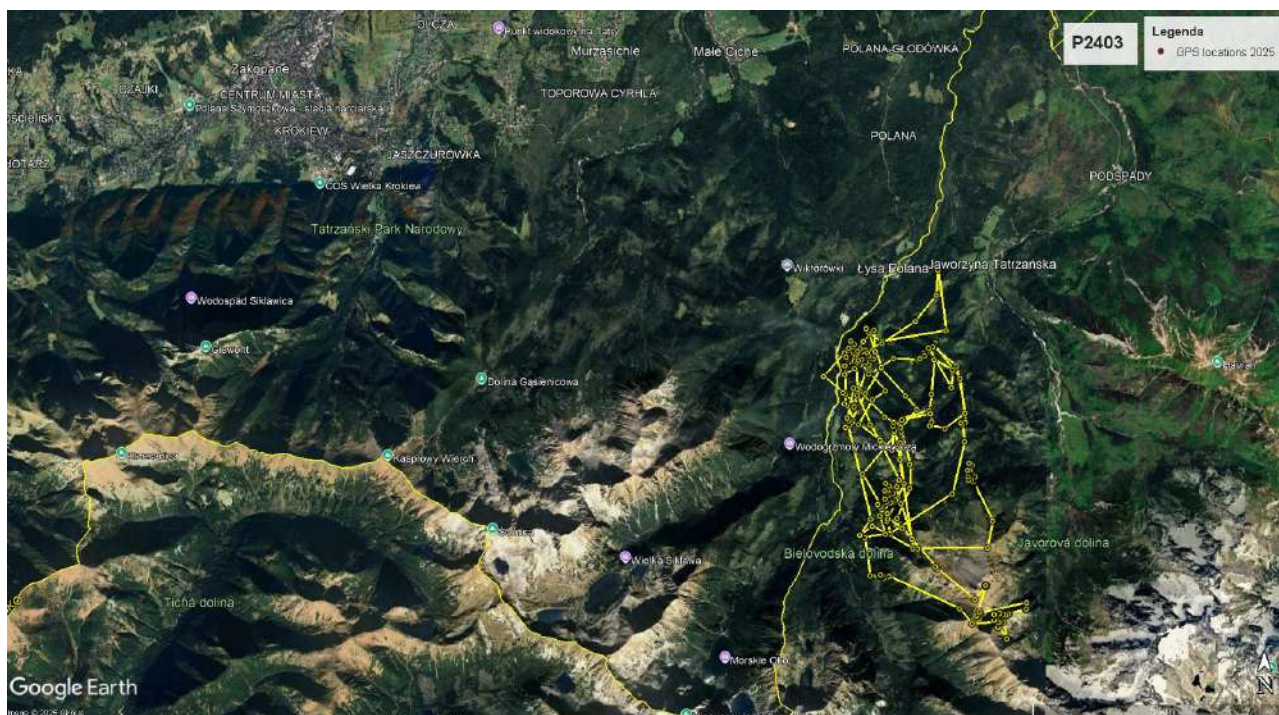 OLCZA
Punkt widokowy na Tatry
Murzasichle
Małe Ciche
POLANA GŁODÓWKA
P2403
Legenda
GPS locations 2025
Zakopane
CZAJKI
CENTRUM MIASTA
Polana Szymoszkowa - stacja narciarska
TOPOROWA CYRHLA
KROKIEW
POLANA
JASZCZURÓWKA
PODSPADY
COS Wielka Krokiew
Tatrzański Park Narodowy
Wiktorówki
Łysa Polana
Jaworzyna Tatrzańska
Wodospad Siklawica
Giewont
Dolina Gąsienicowa
Wodogrzmoty Mickiewicza
Kasprowy Wierch
Wielka Siklawa
Bielovodská dolina
Javorová dolina
Tichá dolina
Morskie Oko
Google Earth
N